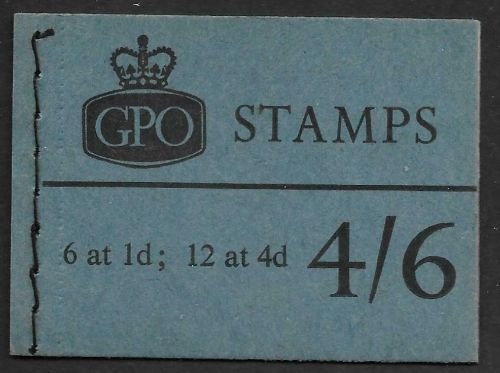 GPO STAMPS
6 at 1d; 12 at 4d 4/6